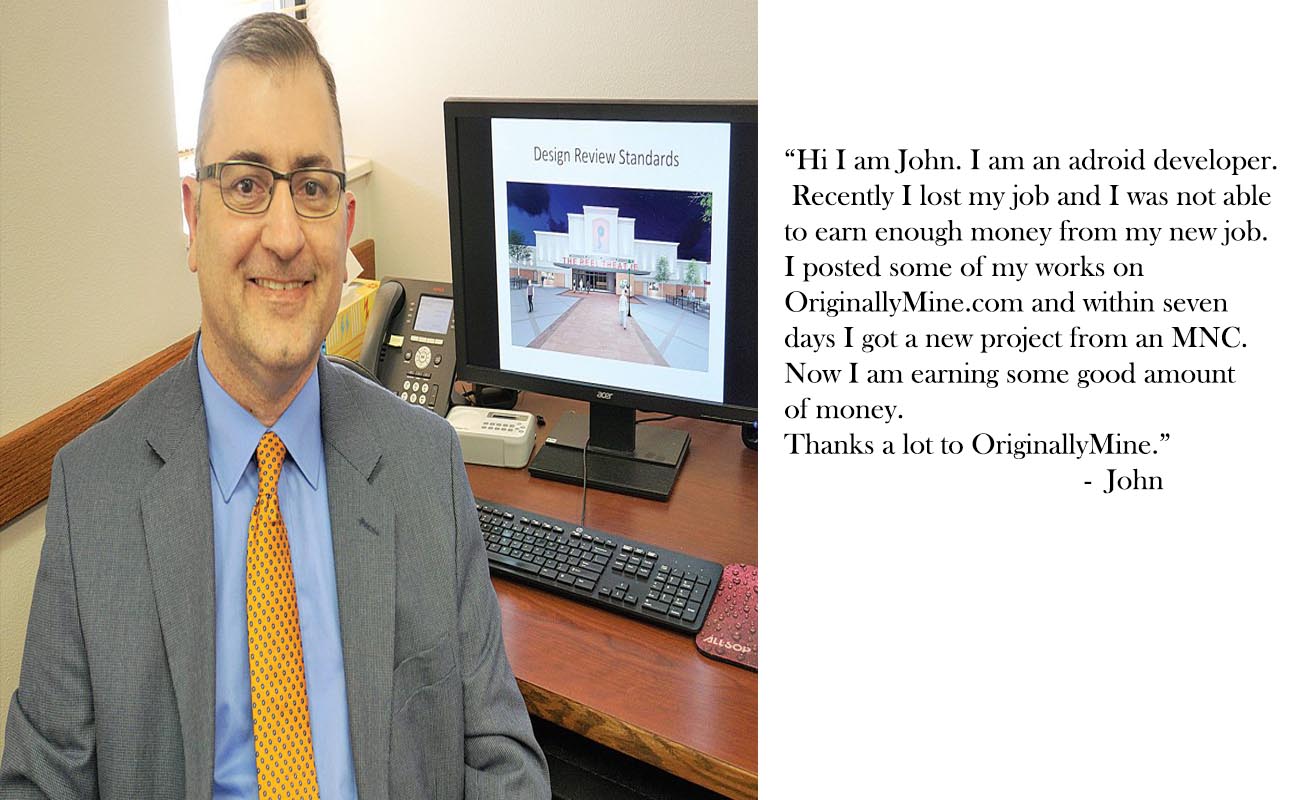 Design Review Standards
THE REEL THEATRE
acer
ALLSOP
“Hi I am John. I am an adroid developer.
Recently I lost my job and I was not able
to earn enough money from my new job.
I posted some of my works on
OriginallyMine.com and within seven
days I got a new project from an MNC.
Now I am earning some good amount
of money.
Thanks a lot to OriginallyMine.”
- John